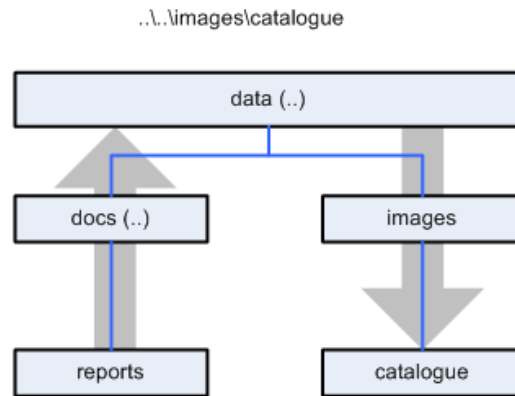 ..\..\images\catalogue
data (..)
docs (..)
images
reports
catalogue